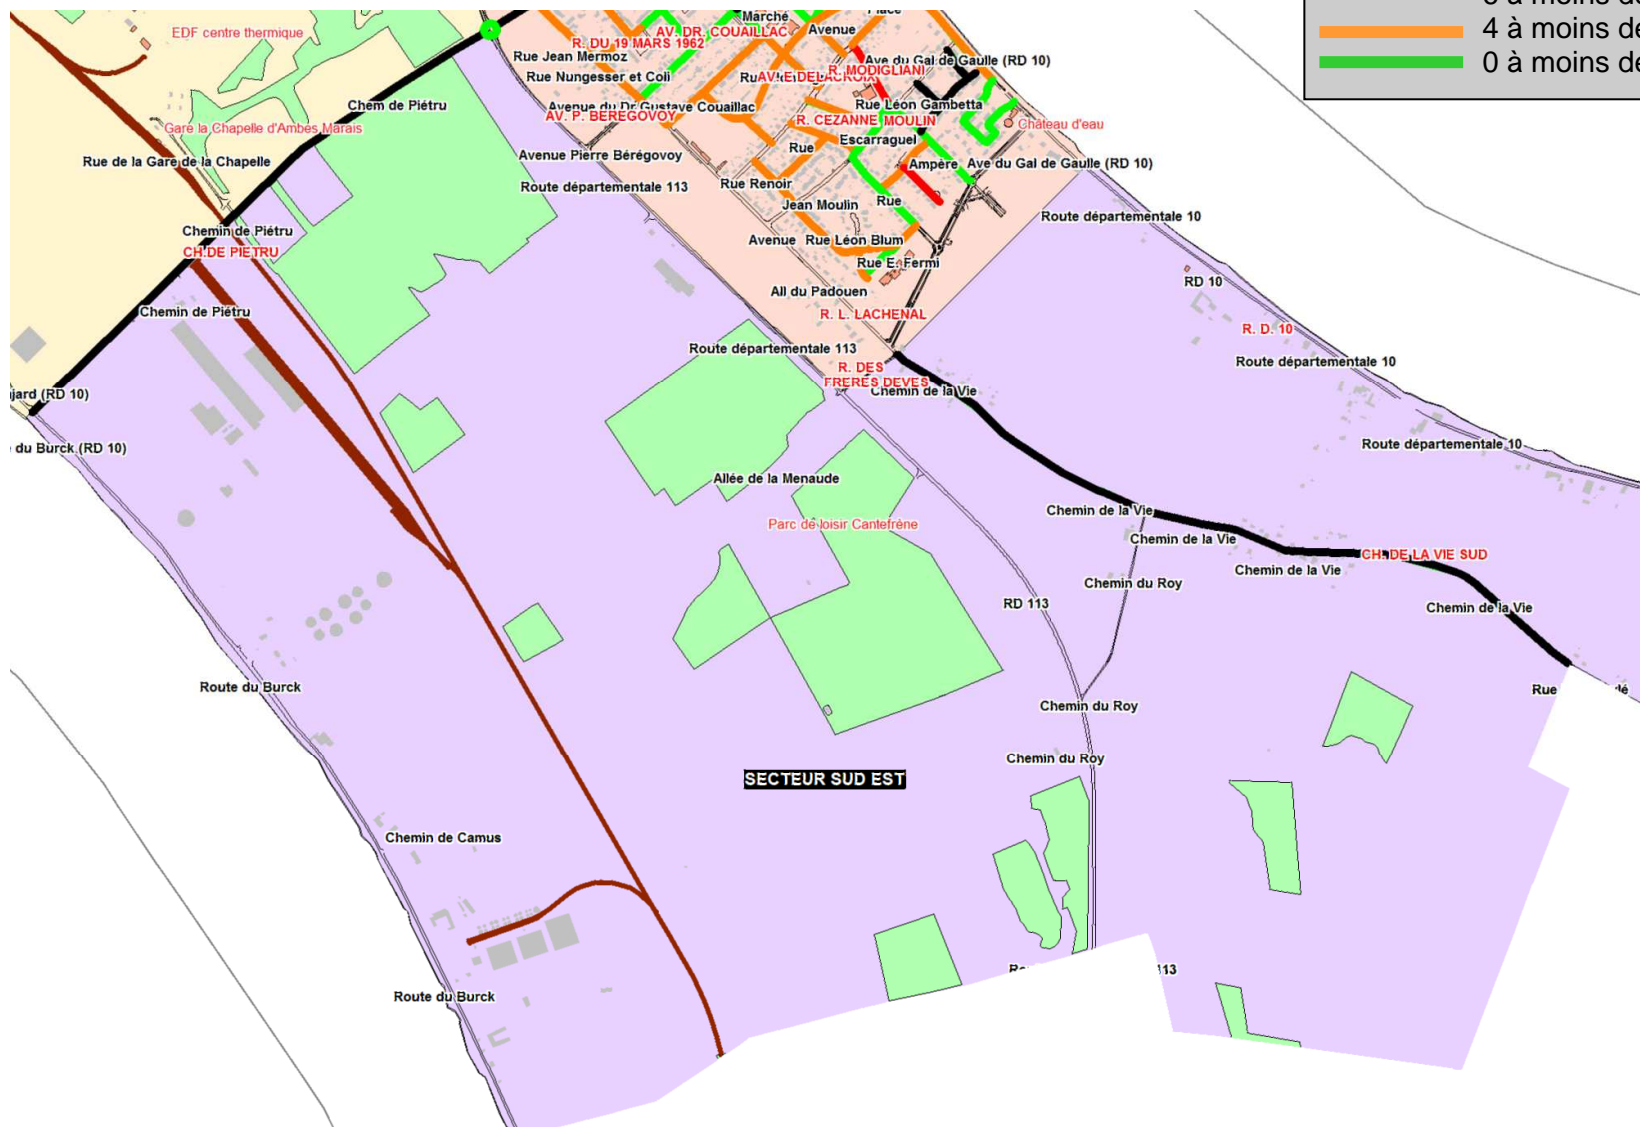 4 à moins de
0 à moins de
Marché
Place
EDF centre thermique
AV. DR. COUAILLAC
Avenue
R. DU 19 MARS 1962
Rue Jean Mermoz
Ave du Gal de Gaulle (RD 10)
R. MODIGLIANI
Rue Nungesser et Coli
AV. E DELACROIX
Chem de Piétru
Avenue du Dr Gustave Couaillac
Rue Léon Gambetta
AV. P. BEREGOVOY
R. CEZANNE MOULIN
Château d'eau
Gare la Chapelle d'Ambès Marais
Escarraguel
Rue
Rue de la Gare de la Chapelle
Avenue Pierre Bérégovoy
Ampère
Ave du Gal de Gaulle (RD 10)
Route départementale 113
Rue Renoir
Jean Moulin
Rue
Route départementale 10
Chemin de Piétru
Avenue
Rue Léon Blum
CH.DE PIETRU
Rue E. Fermi
RD 10
All du Padouen
Chemin de Piétru
R. L. LACHENAL
R. D. 10
Route départementale 113
Route départementale 10
R. DES
FRERES DEVES
Chemin de la Vie
jard (RD 10)
du Burck (RD 10)
Route départementale 10
Allée de la Menaude
Chemin de la Vie
Parc de loisir Cantefrêne
Chemin de la Vie
CH. DE LA VIE SUD
Chemin de la Vie
Chemin du Roy
RD 113
Chemin de la Vie
Route du Burck
Rue
Chemin du Roy
Chemin du Roy
SECTEUR SUD EST
Chemin de Camus
113
Route du Burck